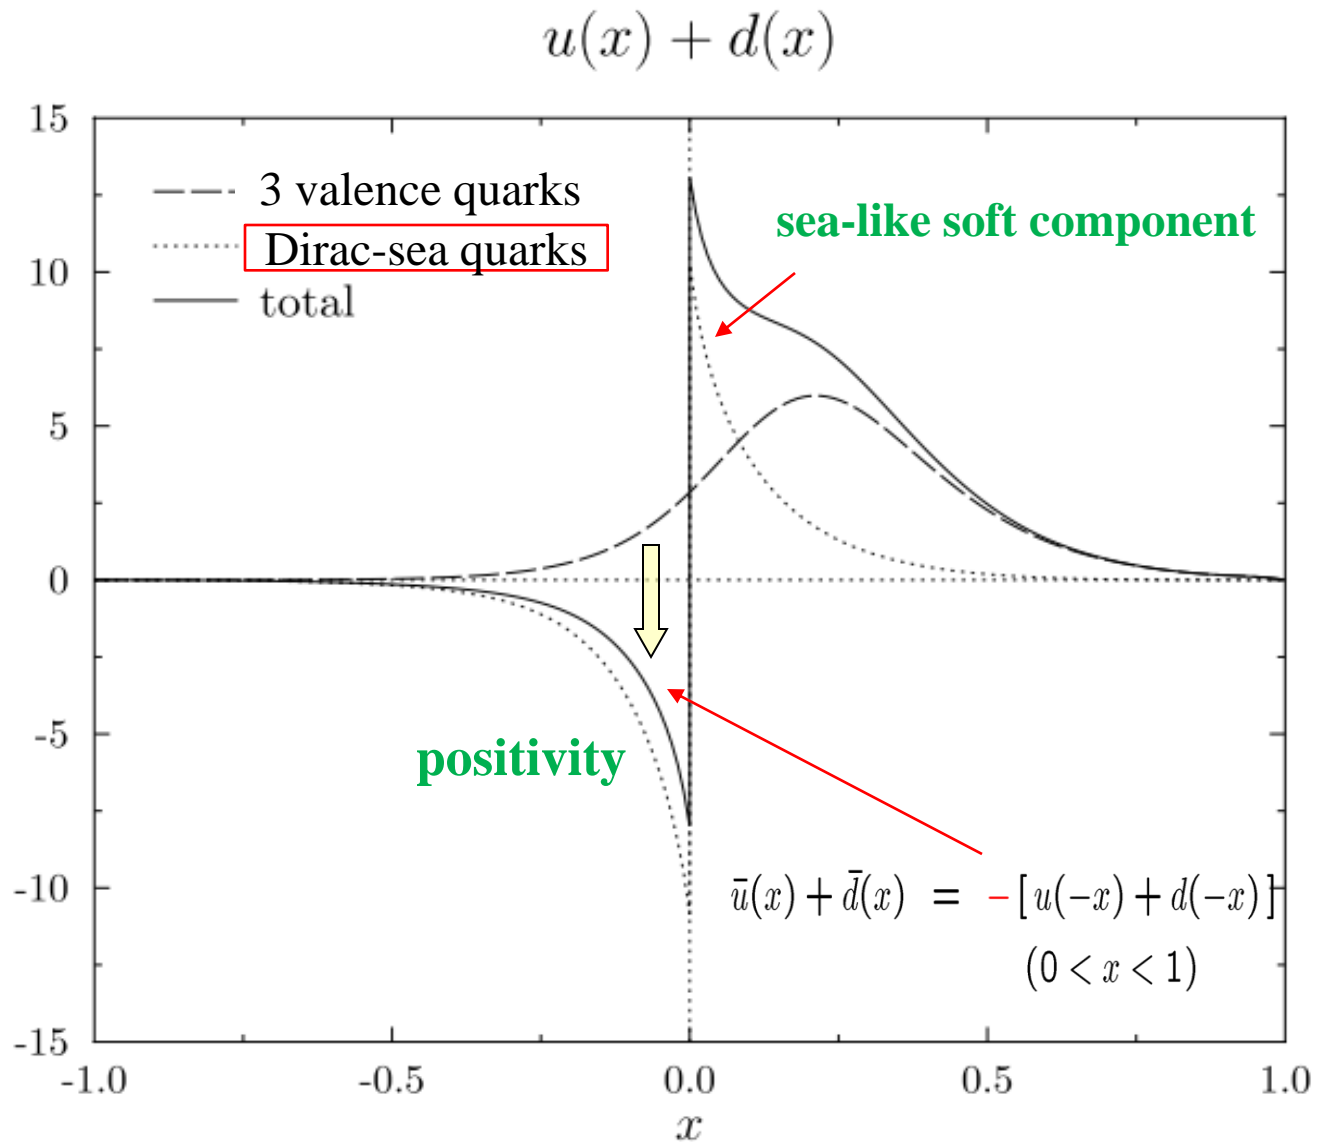 u(x) + d(x)
15
10
5
0
-5
-10
-15
3 valence quarks
Dirac-sea quarks
total
sea-like soft component
positivity
ū(x) + d̄(x) = −[u(−x) + d(−x)]
(0 < x < 1)
-1.0 -0.5 0.0 0.5 1.0
x